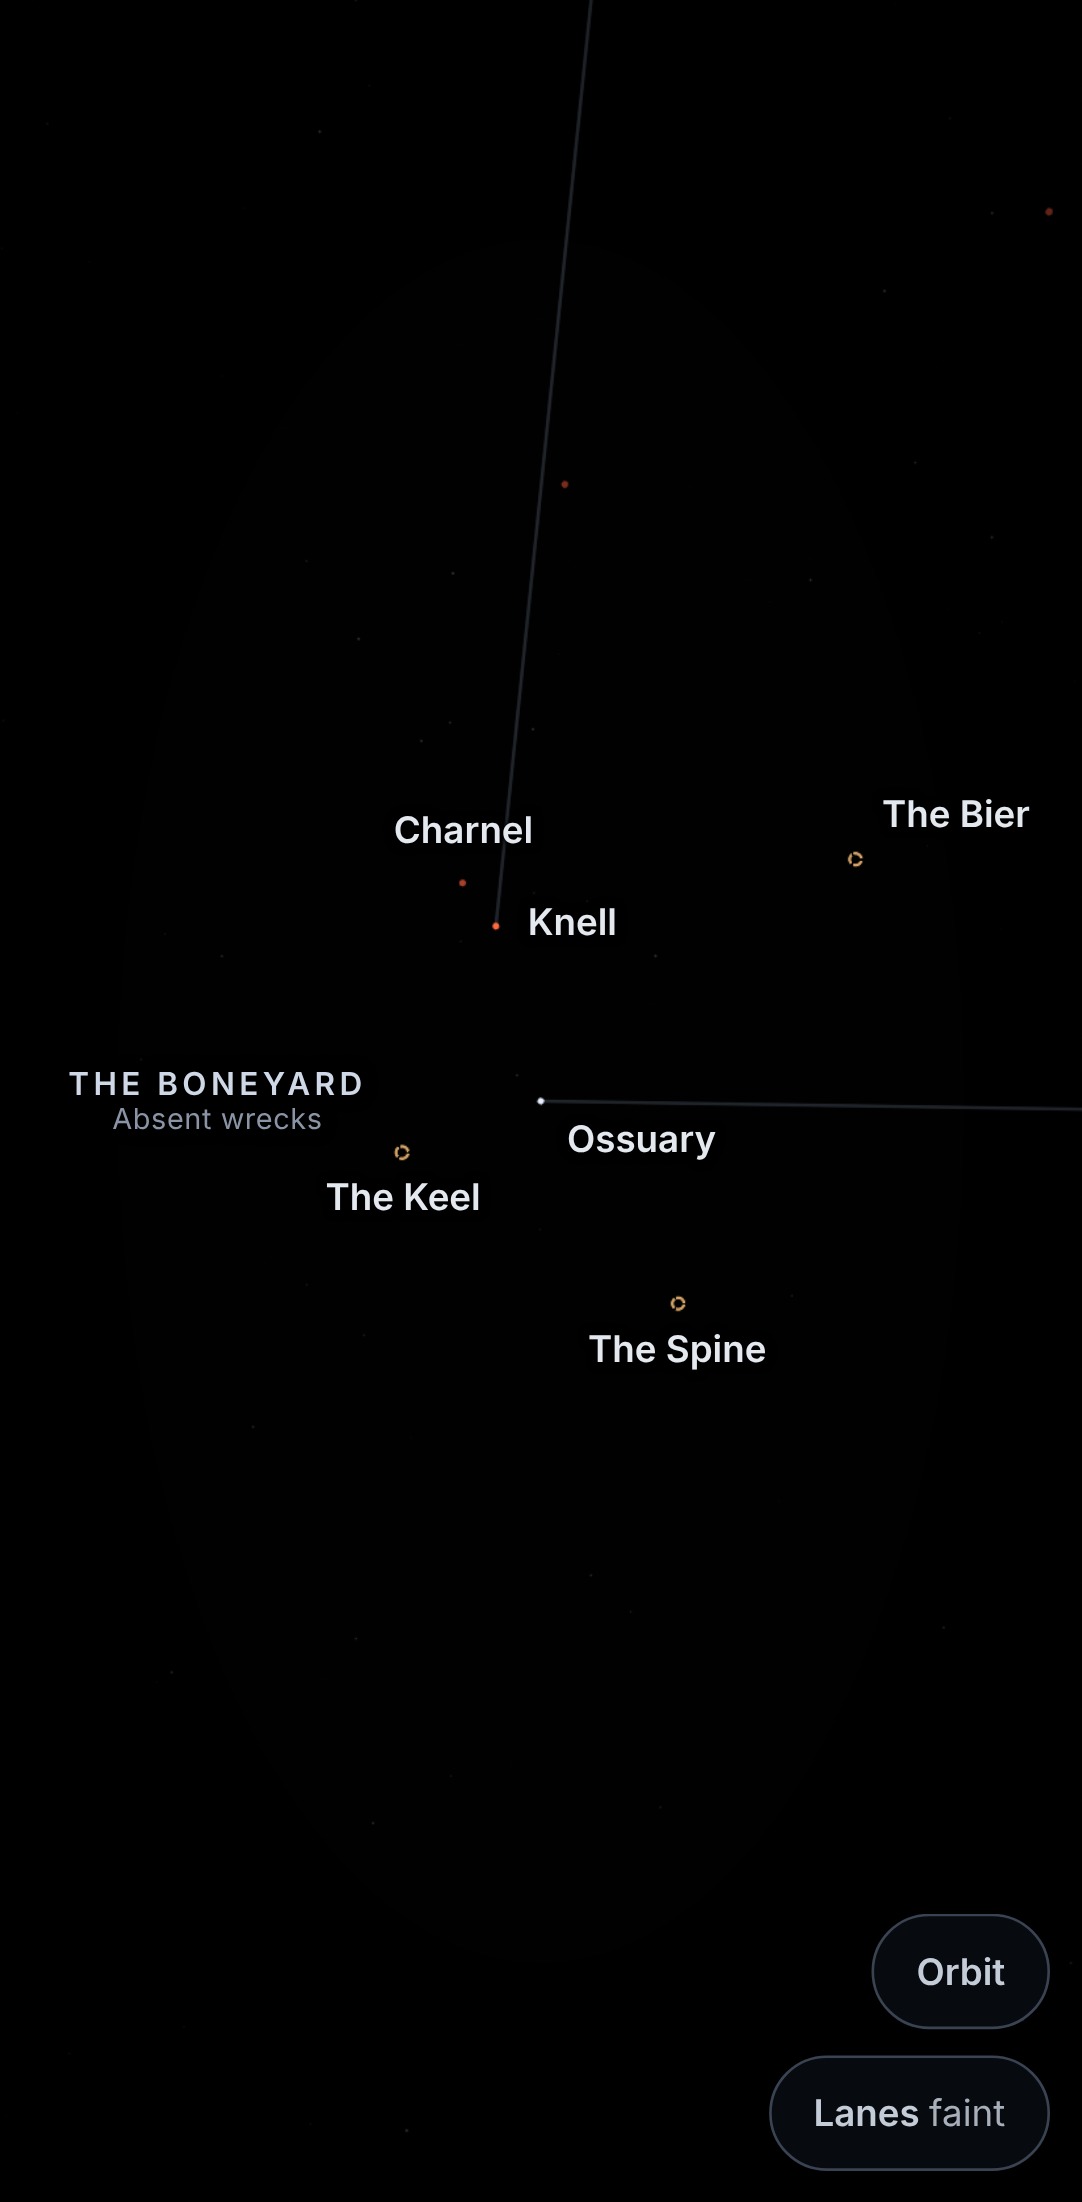 The Bier
Charnel
Knell
THE BONEYARD
Absent wrecks
Ossuary
The Keel
The Spine
Orbit
Lanes faint